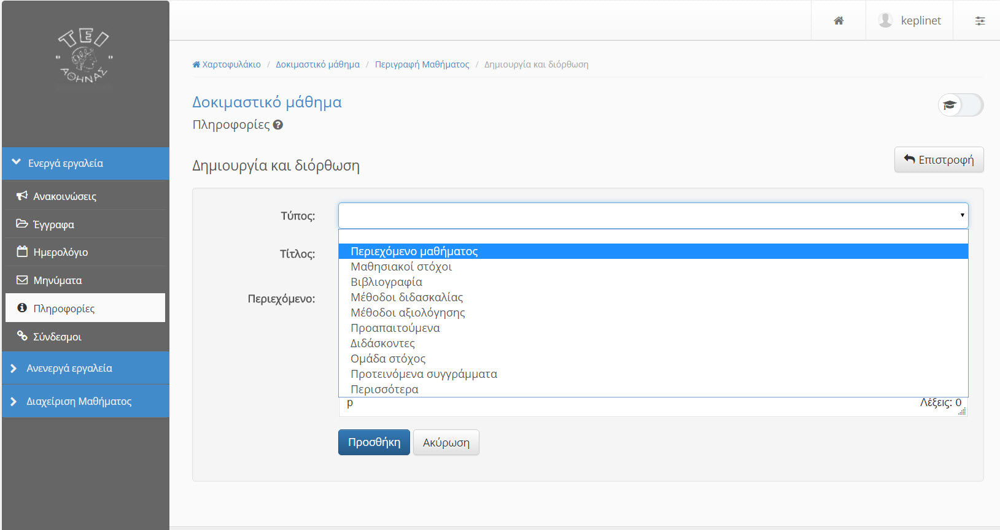 ΤΕΙ
ΑΘΗΝΑΣ
keplinet
Χαρτοφυλάκιο / Δοκιμαστικό μάθημα / Περιγραφή Μαθήματος / Δημιουργία και διόρθωση
Δοκιμαστικό μάθημα
Πληροφορίες
Δημιουργία και διόρθωση
Επιστροφή
Ενεργά εργαλεία
Ανακοινώσεις
Έγγραφα
Ημερολόγιο
Μηνύματα
Πληροφορίες
Σύνδεσμοι
Ανενεργά εργαλεία
Διαχείριση Μαθήματος
Τύπος:
Τίτλος:
Περιεχόμενο:
Περιεχόμενο μαθήματος
Μαθησιακοί στόχοι
Βιβλιογραφία
Μέθοδοι διδασκαλίας
Μέθοδοι αξιολόγησης
Προαπαιτούμενα
Διδάσκοντες
Ομάδα στόχος
Προτεινόμενα συγγράμματα
Περισσότερα
p Λέξεις: 0
Προσθήκη Ακύρωση